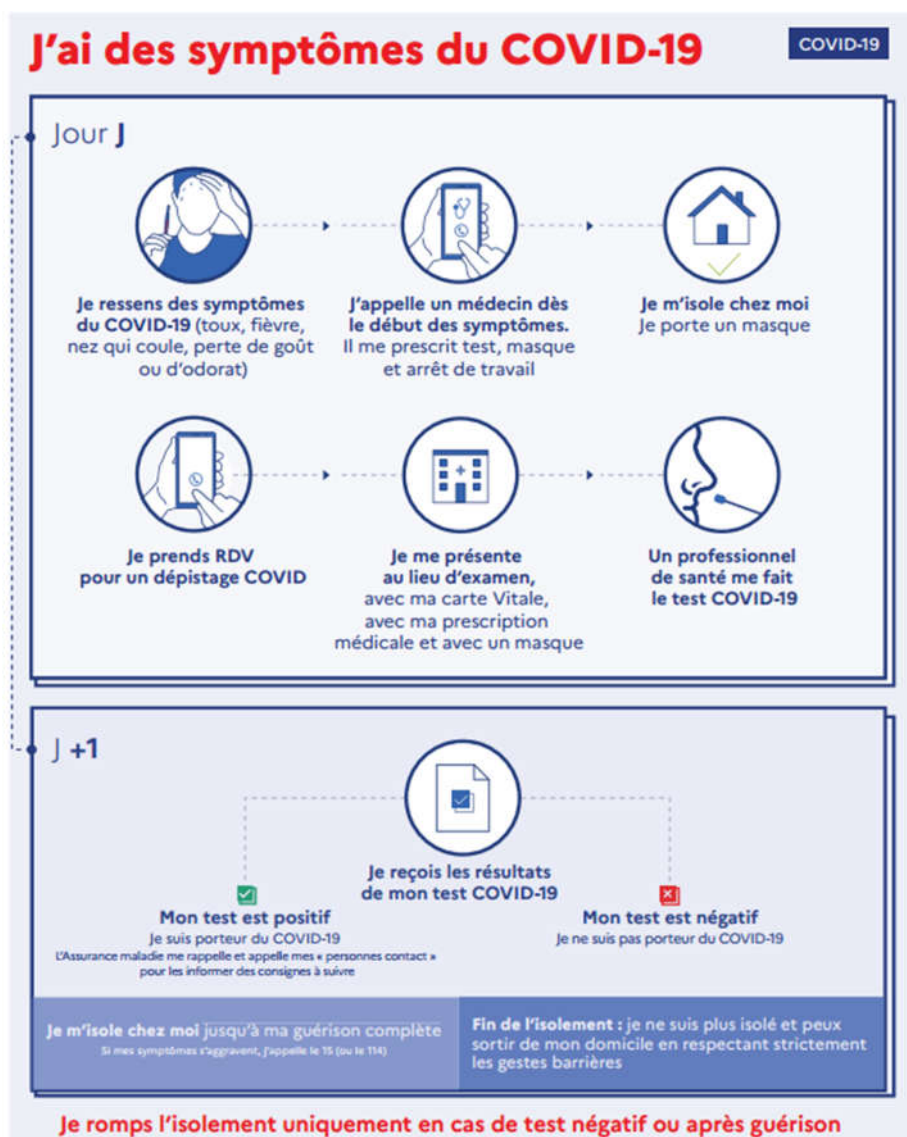 J'ai des symptômes du COVID-19
COVID-19
Jour J
Je ressens des symptômes
du COVID-19 (toux, fièvre,
nez qui coule, perte de goût
ou d'odorat)
J'appelle un médecin dès
le début des symptômes.
Il me prescrit test, masque
et arrêt de travail
Je m'isole chez moi
Je porte un masque
Je prends RDV
pour un dépistage COVID
Je me présente
au lieu d'examen,
avec ma carte Vitale,
avec ma prescription
médicale et avec un masque
Un professionnel
de santé me fait
le test COVID-19
J +1
Je reçois les résultats
de mon test COVID-19
Mon test est positif
Je suis porteur du COVID-19
L'Assurance maladie me rappelle et appelle mes « personnes contact »
pour les informer des consignes à suivre
Mon test est négatif
Je ne suis pas porteur du COVID-19
Je m'isole chez moi jusqu'à ma guérison complète
Si mes symptômes s'aggravent, j'appelle le 15 (ou le 114)
Fin de l'isolement : je ne suis plus isolé et peux
sortir de mon domicile en respectant strictement
les gestes barrières
Je romps l'isolement uniquement en cas de test négatif ou après guérison